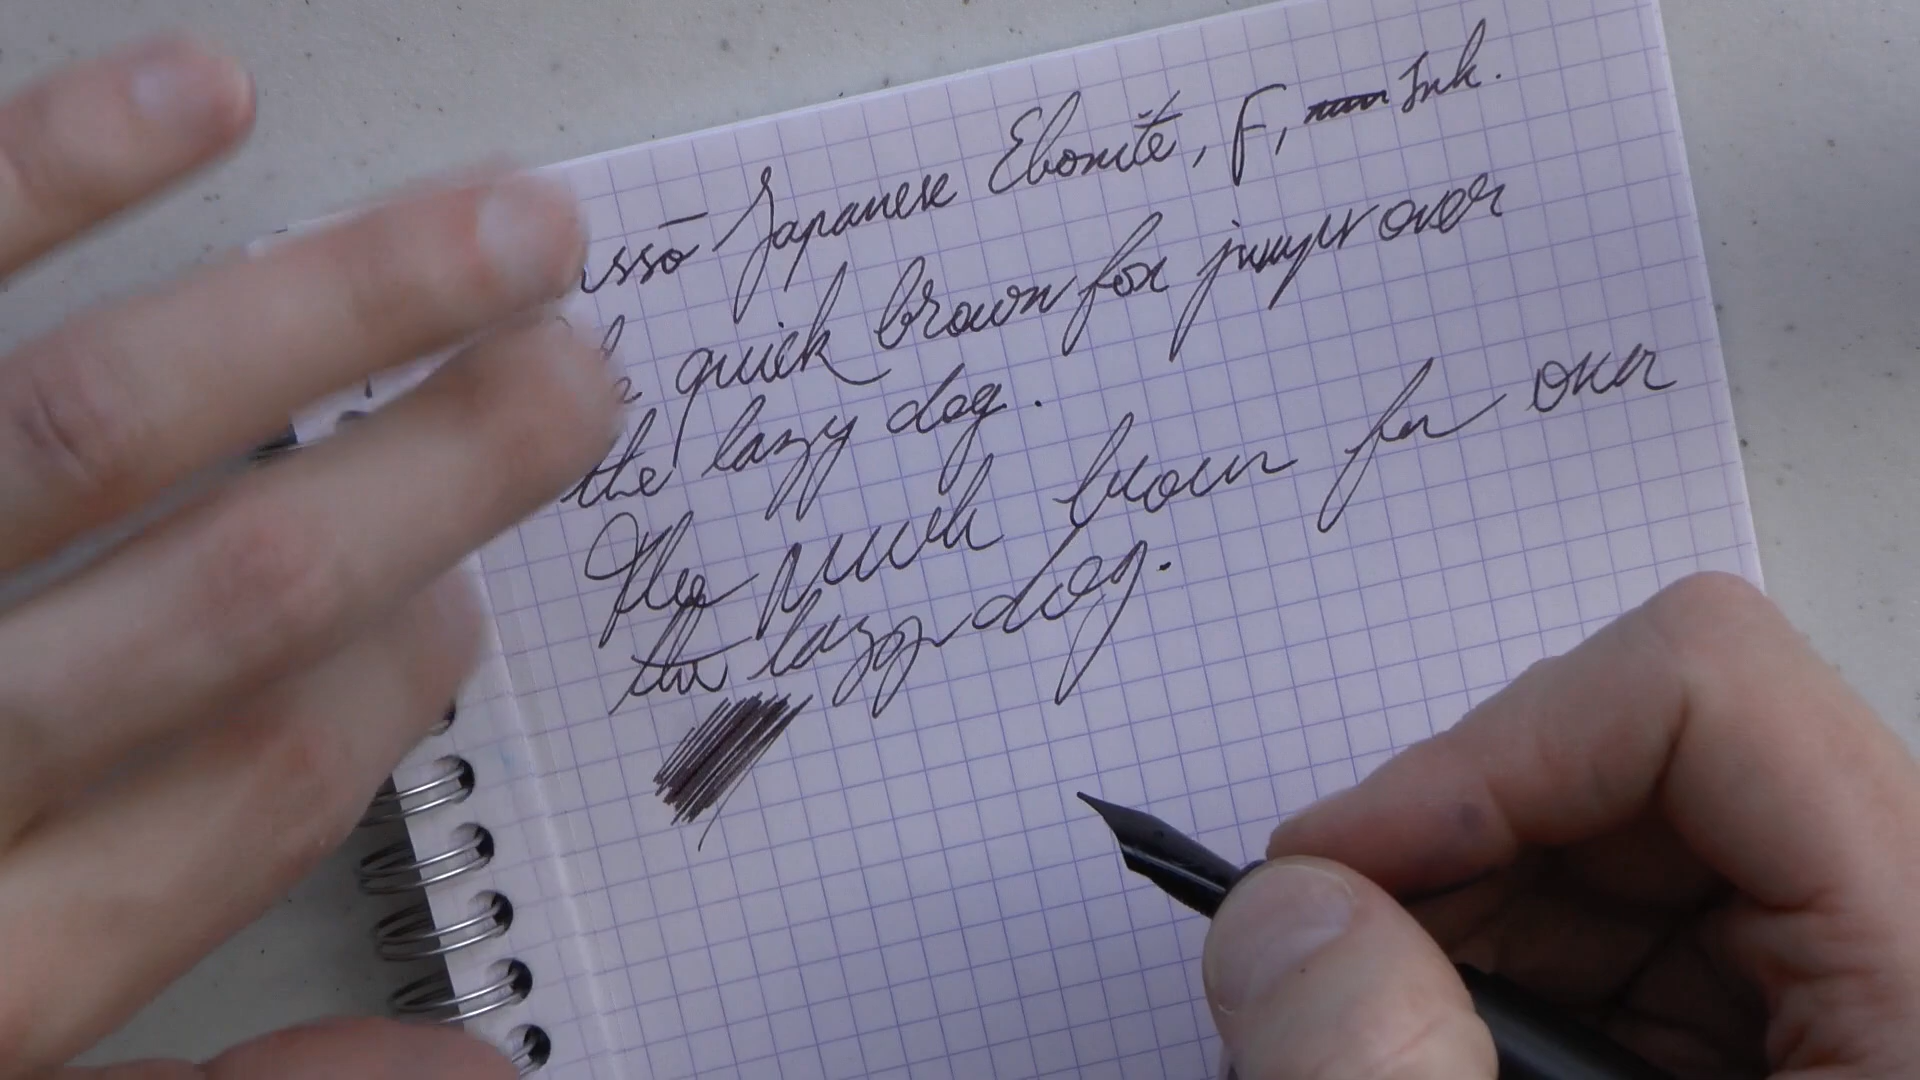 Japanese Ebonite, F, Ink.
quick brown fox jumps over
the lazy dog.
The quick brown fox over
the lazy dog.